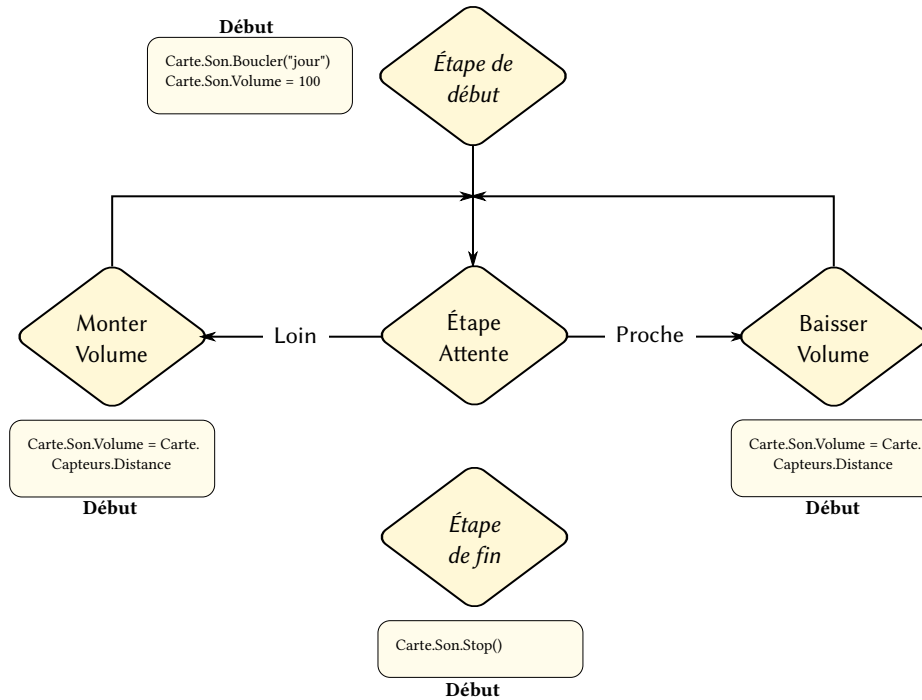 Début
Carte.Son.Boucler("jour")
Carte.Son.Volume = 100
Étape de
début
Monter
Volume
Loin
Étape
Attente
Proche
Baisser
Volume
Carte.Son.Volume = Carte.
Capteurs.Distance
Début
Carte.Son.Volume = Carte.
Capteurs.Distance
Début
Étape
de fin
Carte.Son.Stop()
Début